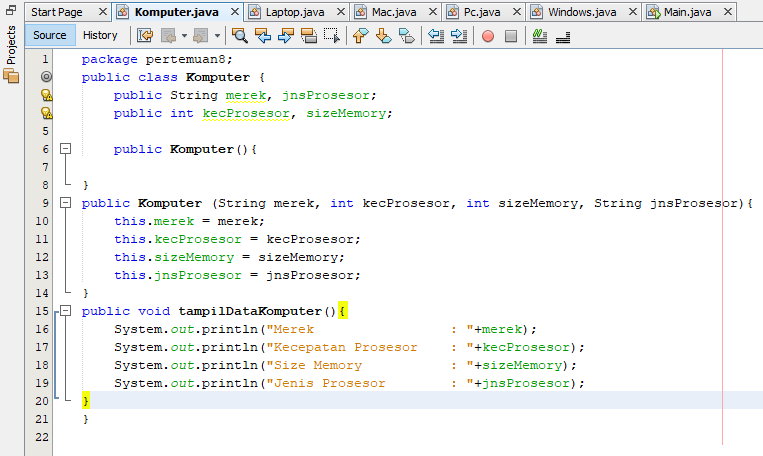 Start Page Komputer.java Laptop.java Mac.java Pc.java Windows.java Main.java
Projects
Source History
1 package pertemuan8;
public class Komputer {
public String merek, jnsProsesor;
public int kecProsesor, sizeMemory;
5
6 public Komputer(){
7
8 }
9 public Komputer (String merek, int kecProsesor, int sizeMemory, String jnsProsesor){
10 this.merek = merek;
11 this.kecProsesor = kecProsesor;
12 this.sizeMemory = sizeMemory;
13 this.jnsProsesor = jnsProsesor;
14 }
15 public void tampilDataKomputer(){
16 System.out.println("Merek : "+merek);
17 System.out.println("Kecepatan Prosesor : "+kecProsesor);
18 System.out.println("Size Memory : "+sizeMemory);
19 System.out.println("Jenis Prosesor : "+jnsProsesor);
20 }
21 }
22